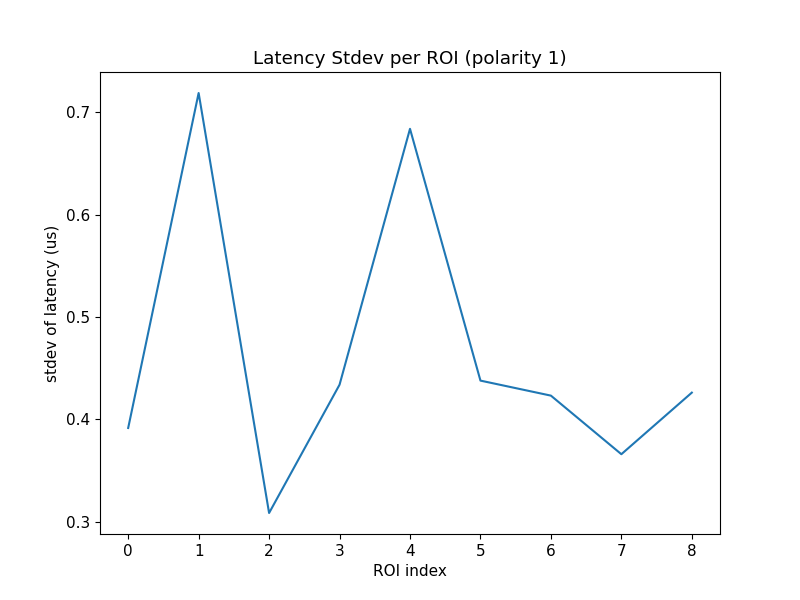 Latency Stdev per ROI (polarity 1)
stdev of latency (us)
0.7
0.6
0.5
0.4
0.3
0 1 2 3 4 5 6 7 8
ROI index